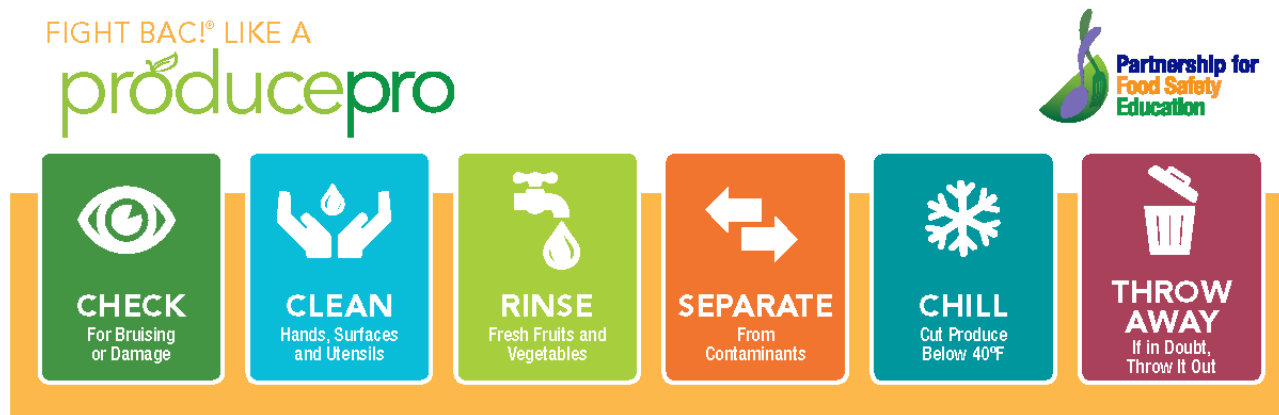 FIGHT BAC!® LIKE A
producepro
Partnership for
Food Safety
Education
CHECK
For Bruising
or Damage
CLEAN
Hands, Surfaces
and Utensils
RINSE
Fresh Fruits and
Vegetables
SEPARATE
From
Contaminants
CHILL
Cut Produce
Below 40ºF
THROW
AWAY
If in Doubt,
Throw It Out